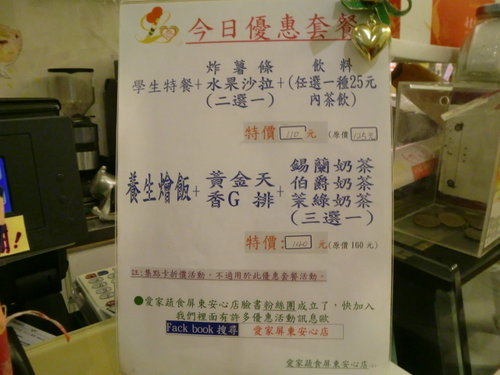 今日優惠套餐
炸薯條 飲料
學生特餐+水果沙拉+(任選一種25元
(二選一) 內茶飲)
特價 110 元 (原價 125元
錫蘭奶茶
養生燴飯+黃金天+伯爵奶茶
香G排 茉綠奶茶
(三選一)
特價: 140 元(原價 160元)
註:集點卡折價活動,不適用於此優惠套餐活動。
●愛家蔬食屏東安心店臉書粉絲團成立了,快加入
我們裡面有許多優惠活動訊息歐
Fack book 搜尋 愛家屏東安心店
愛家蔬食屏東安心店